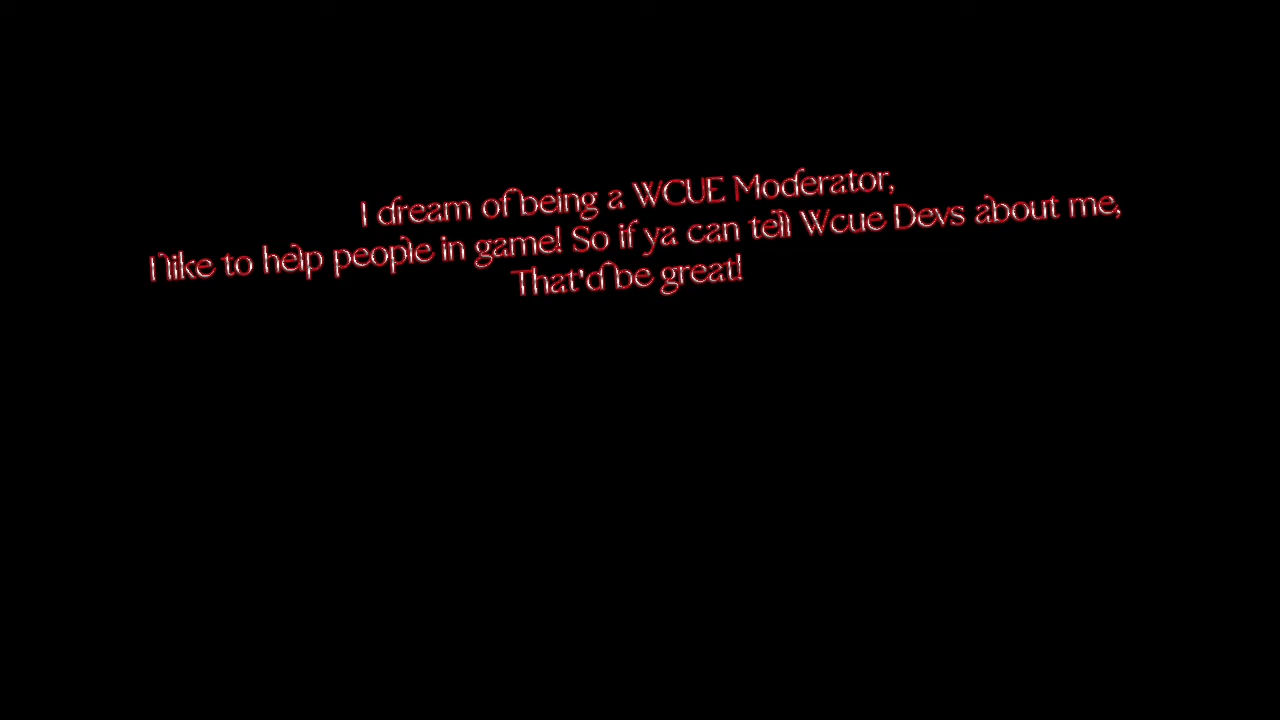 I dream of being a WCUE Moderator,
I like to help people in game! So if ya can tell Wcue Devs about me,
That'd be great!